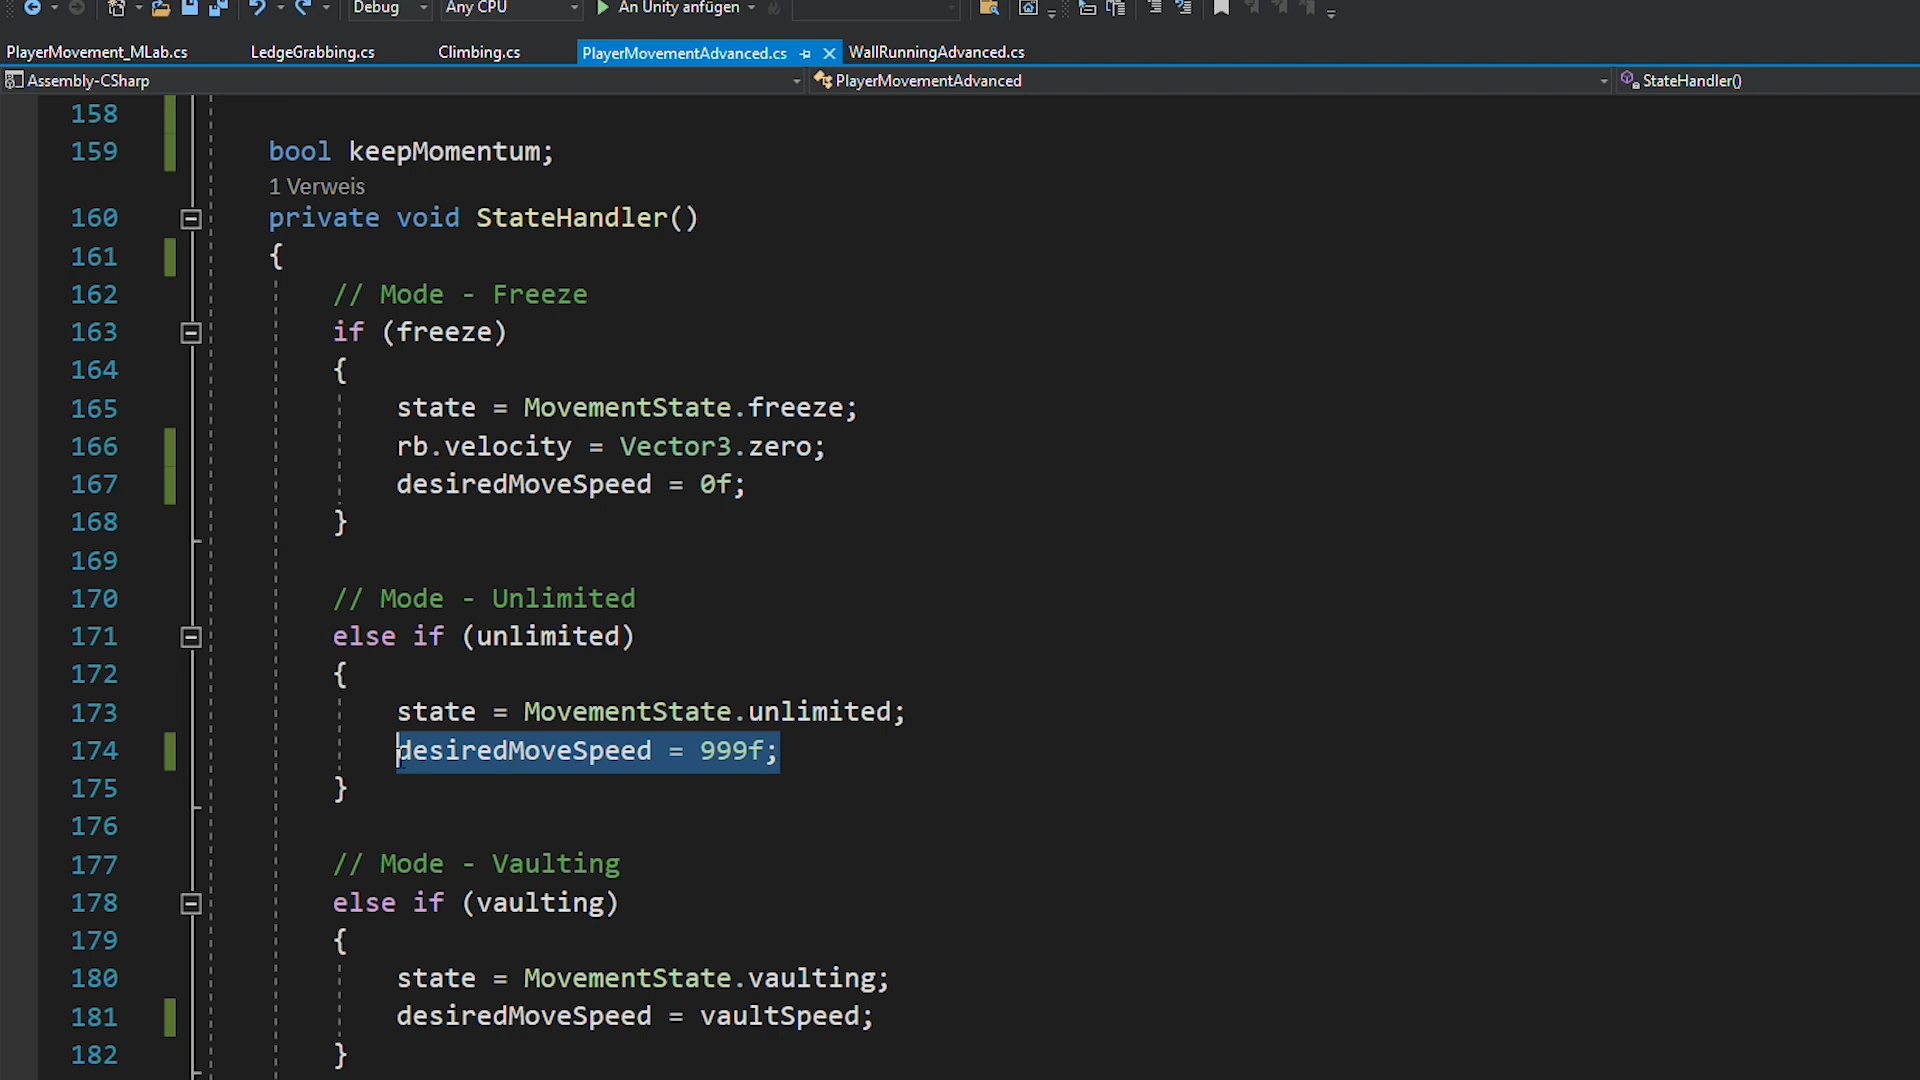 Debug Any CPU An Unity anfügen
PlayerMovement_MLab.cs LedgeGrabbing.cs Climbing.cs PlayerMovementAdvanced.cs WallRunningAdvanced.cs
Assembly-CSharp PlayerMovementAdvanced StateHandler()
158
159 bool keepMomentum;
1 Verweis
160 private void StateHandler()
161 {
162 // Mode - Freeze
163 if (freeze)
164 {
165 state = MovementState.freeze;
166 rb.velocity = Vector3.zero;
167 desiredMoveSpeed = 0f;
168 }
169
170 // Mode - Unlimited
171 else if (unlimited)
172 {
173 state = MovementState.unlimited;
174 desiredMoveSpeed = 999f;
175 }
176
177 // Mode - Vaulting
178 else if (vaulting)
179 {
180 state = MovementState.vaulting;
181 desiredMoveSpeed = vaultSpeed;
182 }